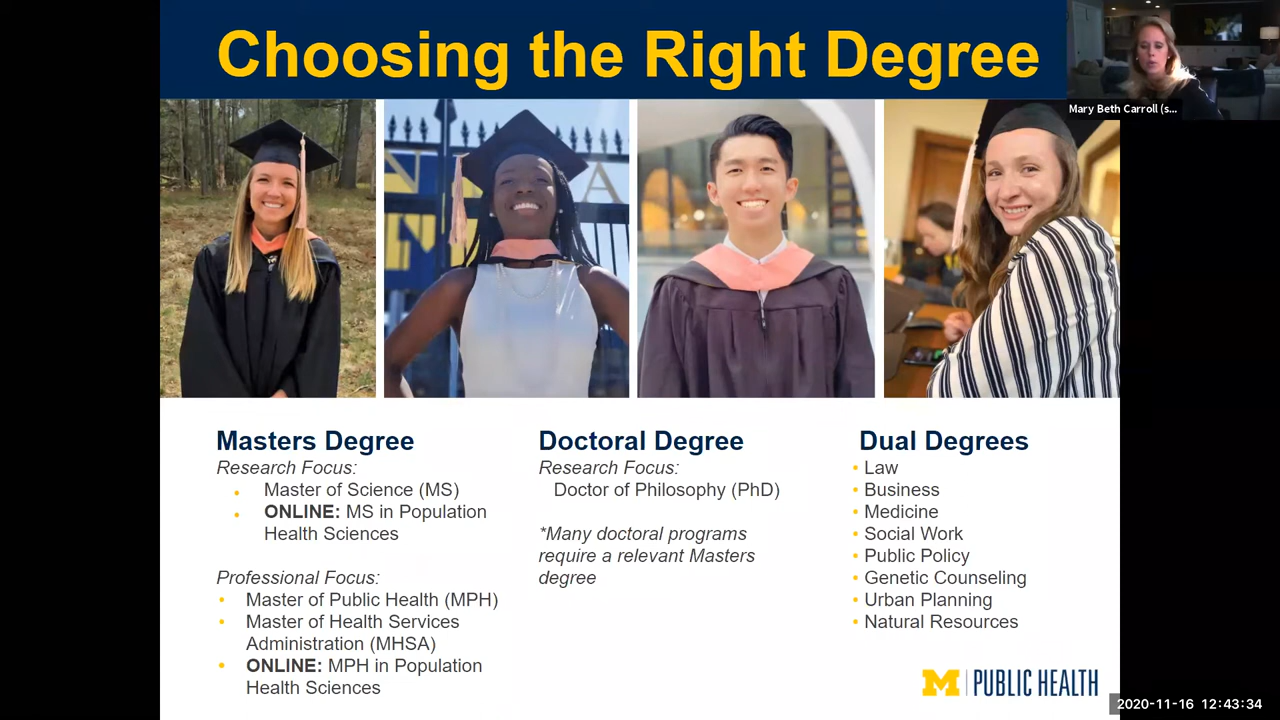 Choosing the Right Degree
M
Mary Beth Carroll (s...
Masters Degree
Research Focus:
• Master of Science (MS)
• ONLINE: MS in Population
Health Sciences
Professional Focus:
• Master of Public Health (MPH)
• Master of Health Services
Administration (MHSA)
• ONLINE: MPH in Population
Health Sciences
Doctoral Degree
Research Focus:
Doctor of Philosophy (PhD)
*Many doctoral programs
require a relevant Masters
degree
Dual Degrees
• Law
• Business
• Medicine
• Social Work
• Public Policy
• Genetic Counseling
• Urban Planning
• Natural Resources
M | PUBLIC HEALTH
2020-11-16 12:43:34